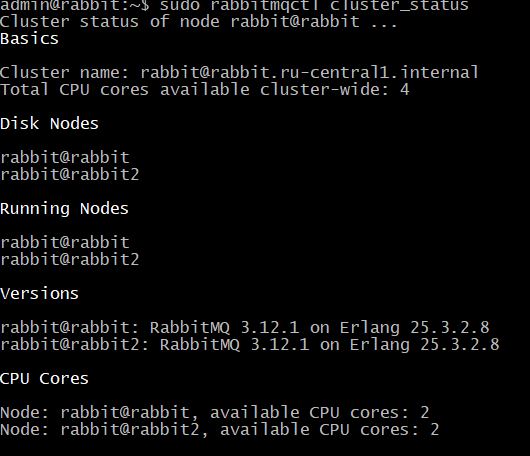 admin@rabbit:~$ sudo rabbitmqctl cluster_status
Cluster status of node rabbit@rabbit ...
Basics
Cluster name: rabbit@rabbit.ru-central1.internal
Total CPU cores available cluster-wide: 4
Disk Nodes
rabbit@rabbit
rabbit@rabbit2
Running Nodes
rabbit@rabbit
rabbit@rabbit2
Versions
rabbit@rabbit: RabbitMQ 3.12.1 on Erlang 25.3.2.8
rabbit@rabbit2: RabbitMQ 3.12.1 on Erlang 25.3.2.8
CPU Cores
Node: rabbit@rabbit, available CPU cores: 2
Node: rabbit@rabbit2, available CPU cores: 2